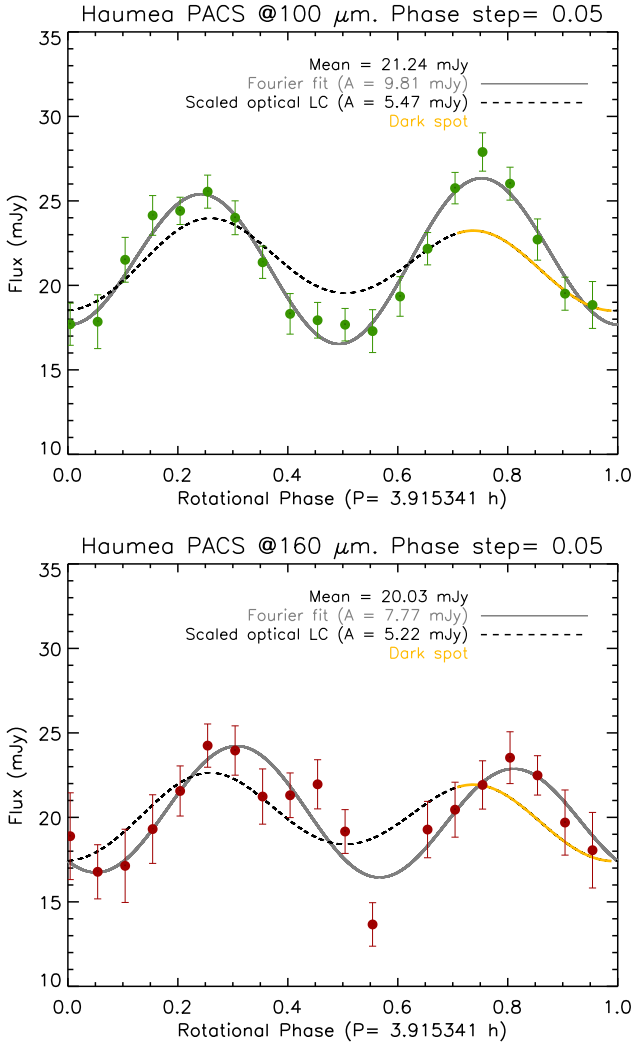 Haumea PACS @100 μm. Phase step= 0.05
35
30
25
20
15
10
Flux (mJy)
Mean = 21.24 mJy
Fourier fit (A = 9.81 mJy)
Scaled optical LC (A = 5.47 mJy)
Dark spot
0.0 0.2 0.4 0.6 0.8 1.0
Rotational Phase (P= 3.915341 h)
Haumea PACS @160 μm. Phase step= 0.05
35
30
25
20
15
10
Flux (mJy)
Mean = 20.03 mJy
Fourier fit (A = 7.77 mJy)
Scaled optical LC (A = 5.22 mJy)
Dark spot
0.0 0.2 0.4 0.6 0.8 1.0
Rotational Phase (P= 3.915341 h)